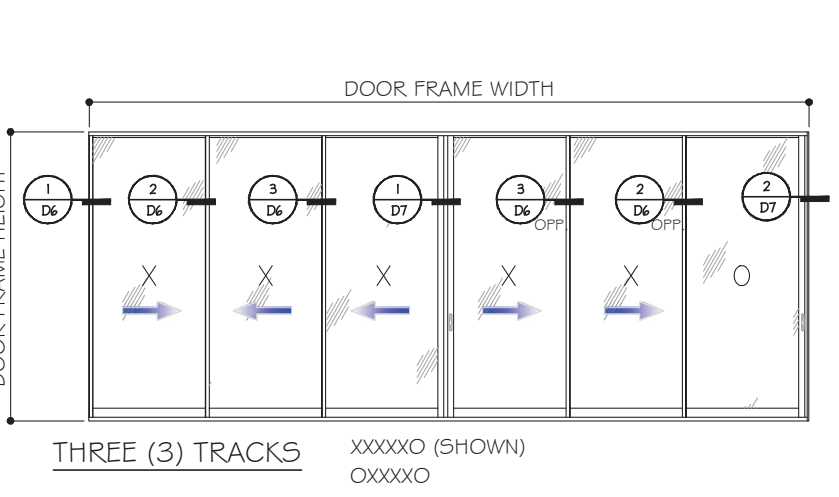 DOOR FRAME WIDTH
DOOR FRAME HEIGHT
1 2 3 1 3 2 2
D6 D6 D6 D7 D6 D6 D7
OPP. OPP.
X X X X X O
THREE (3) TRACKS
XXXXXO (SHOWN)
OXXXXO